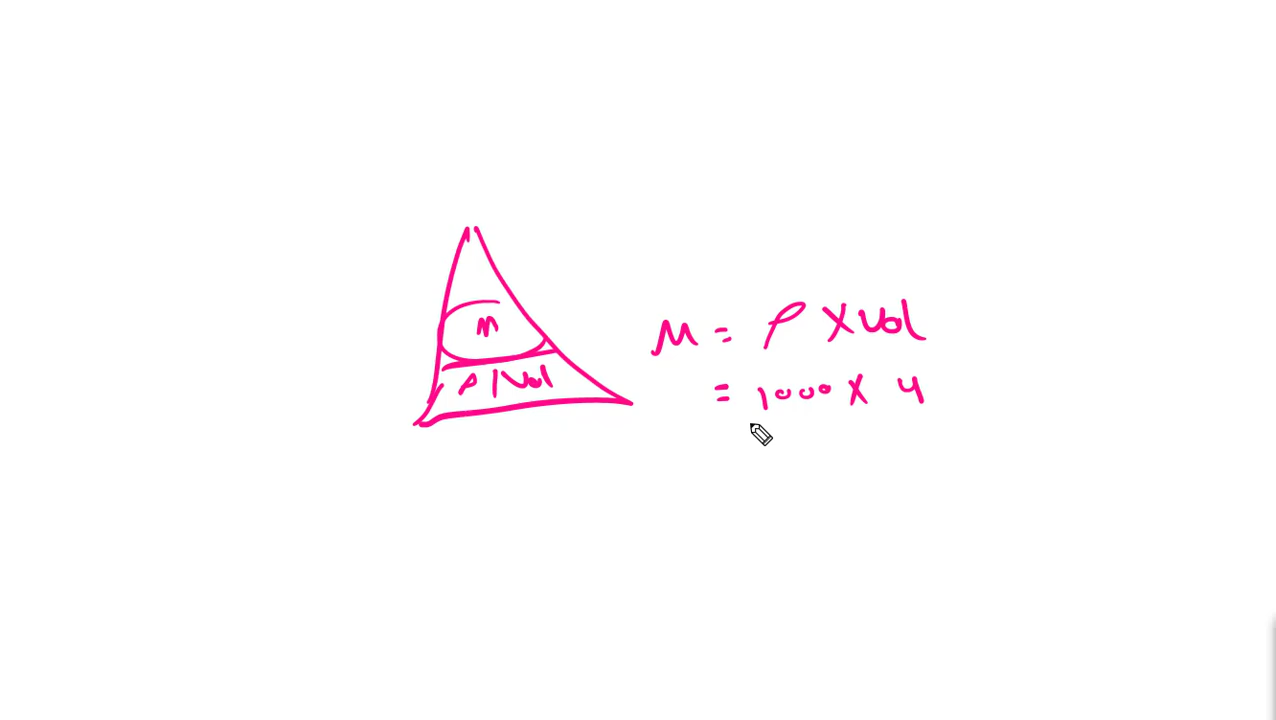 M
ρ | Vol
M = ρ X Vol
= 1000 X 4